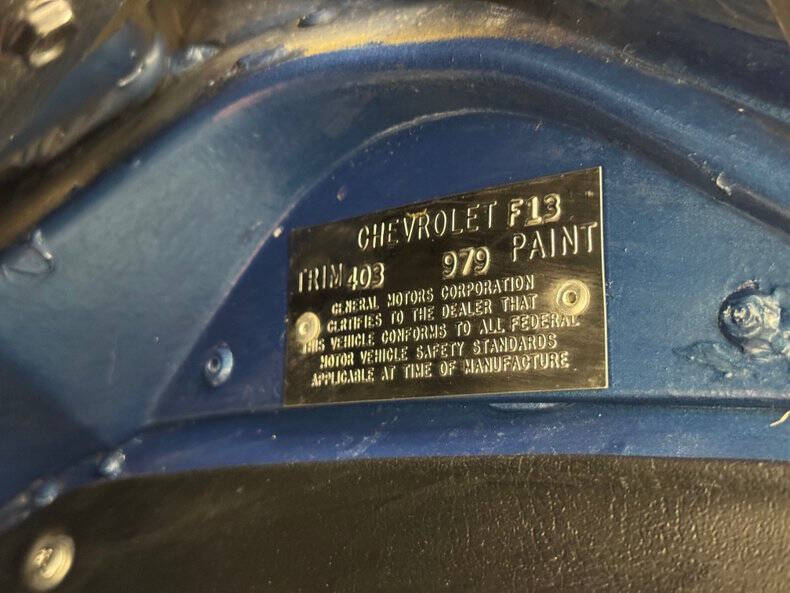 CHEVROLET F13
TRIM 403 979 PAINT
GENERAL MOTORS CORPORATION
CERTIFIES TO THE DEALER THAT
THIS VEHICLE CONFORMS TO ALL FEDERAL
MOTOR VEHICLE SAFETY STANDARDS
APPLICABLE AT TIME OF MANUFACTURE